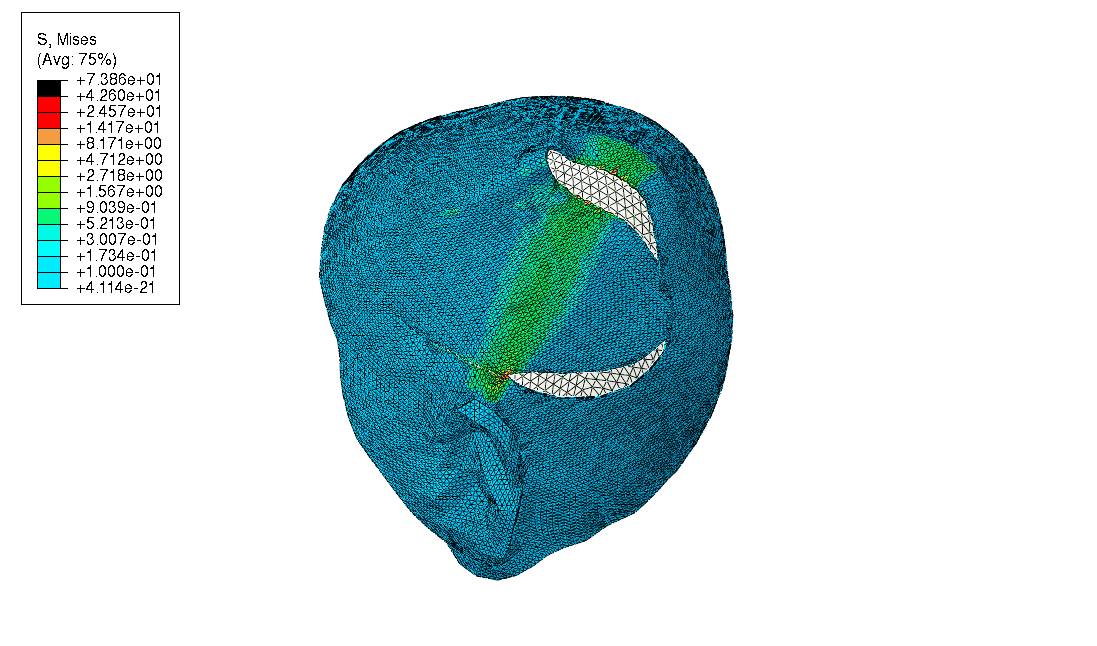 S, Mises
(Avg: 75%)
+7.386e+01
+4.260e+01
+2.457e+01
+1.417e+01
+8.171e+00
+4.712e+00
+2.718e+00
+1.567e+00
+9.039e-01
+5.213e-01
+3.007e-01
+1.734e-01
+1.000e-01
+4.114e-21